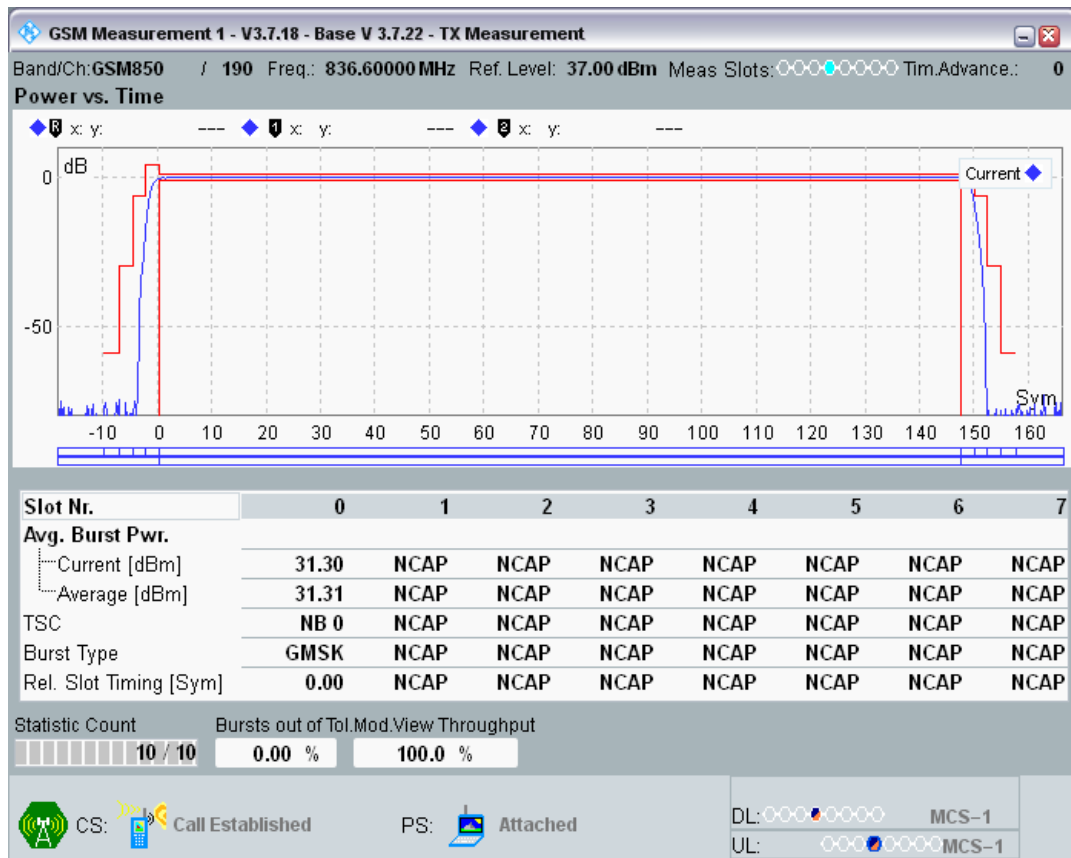 GSM Measurement 1 - V3.7.18 - Base V 3.7.22 - TX Measurement
Band/Ch:GSM850 / 190 Freq.: 836.60000 MHz Ref. Level: 37.00 dBm Meas Slots: Tim.Advance.: 0
Power vs. Time
R x: y: --- 1 x: y: --- 2 x: y: ---
dB
Current
0
-50
Sym
-10 0 10 20 30 40 50 60 70 80 90 100 110 120 130 140 150 160
Slot Nr. 0 1 2 3 4 5 6 7
Avg. Burst Pwr.
Current [dBm] 31.30 NCAP NCAP NCAP NCAP NCAP NCAP NCAP
Average [dBm] 31.31 NCAP NCAP NCAP NCAP NCAP NCAP NCAP
TSC NB 0 NCAP NCAP NCAP NCAP NCAP NCAP NCAP
Burst Type GMSK NCAP NCAP NCAP NCAP NCAP NCAP NCAP
Rel. Slot Timing [Sym] 0.00 NCAP NCAP NCAP NCAP NCAP NCAP NCAP
Statistic Count Bursts out of Tol.Mod.View Throughput
10 / 10 0.00 % 100.0 %
CS: Call Established PS: Attached DL: MCS-1
UL: MCS-1